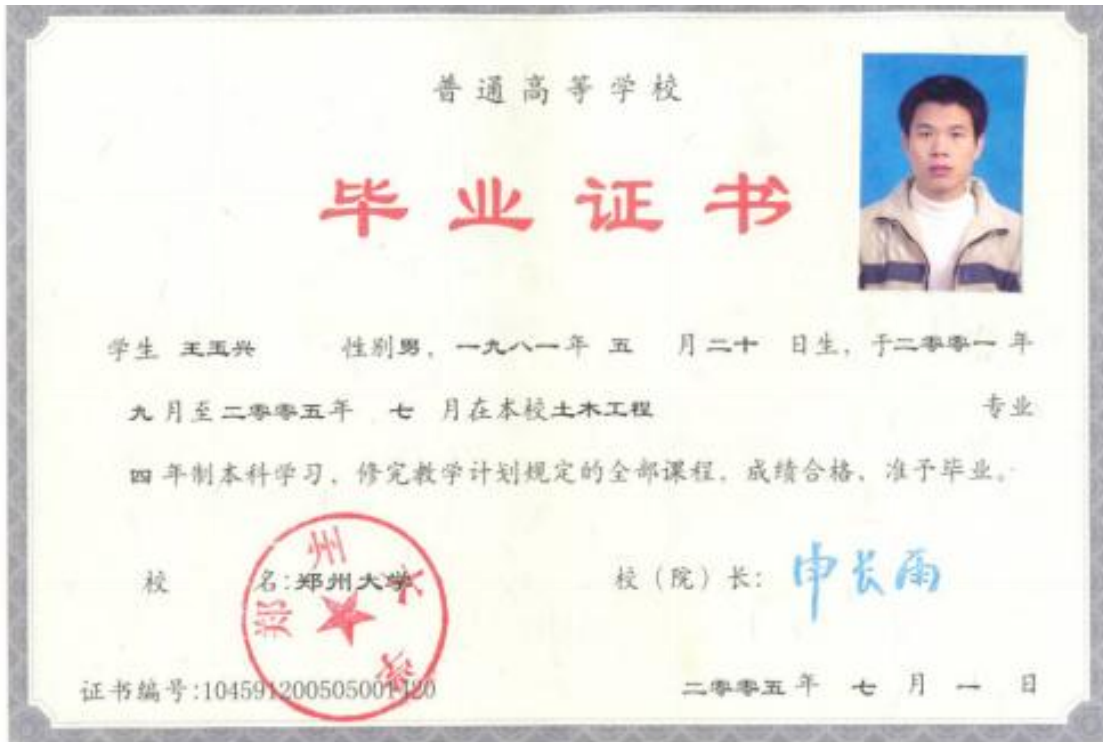 普通高等学校
毕业证书
学生 王玉兴 性别男，一九八一年 五 月二十 日生，于二零零一 年
九 月至二零零五年 七 月在本校土木工程 专业
四 年制本科学习，修完教学计划规定的全部课程，成绩合格，准予毕业。
校 名:郑州大学
郑州大学
校（院）长: 申长雨
证书编号:104591200505001120
二零零五 年 七 月 一 日